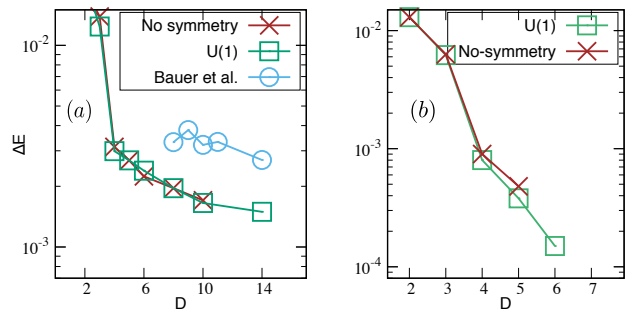 No symmetry
U(1)
Bauer et al.
(a)
ΔE
10⁻²
10⁻³
2 6 10 14
D
U(1)
No-symmetry
(b)
10⁻²
10⁻³
10⁻⁴
2 3 4 5 6 7
D